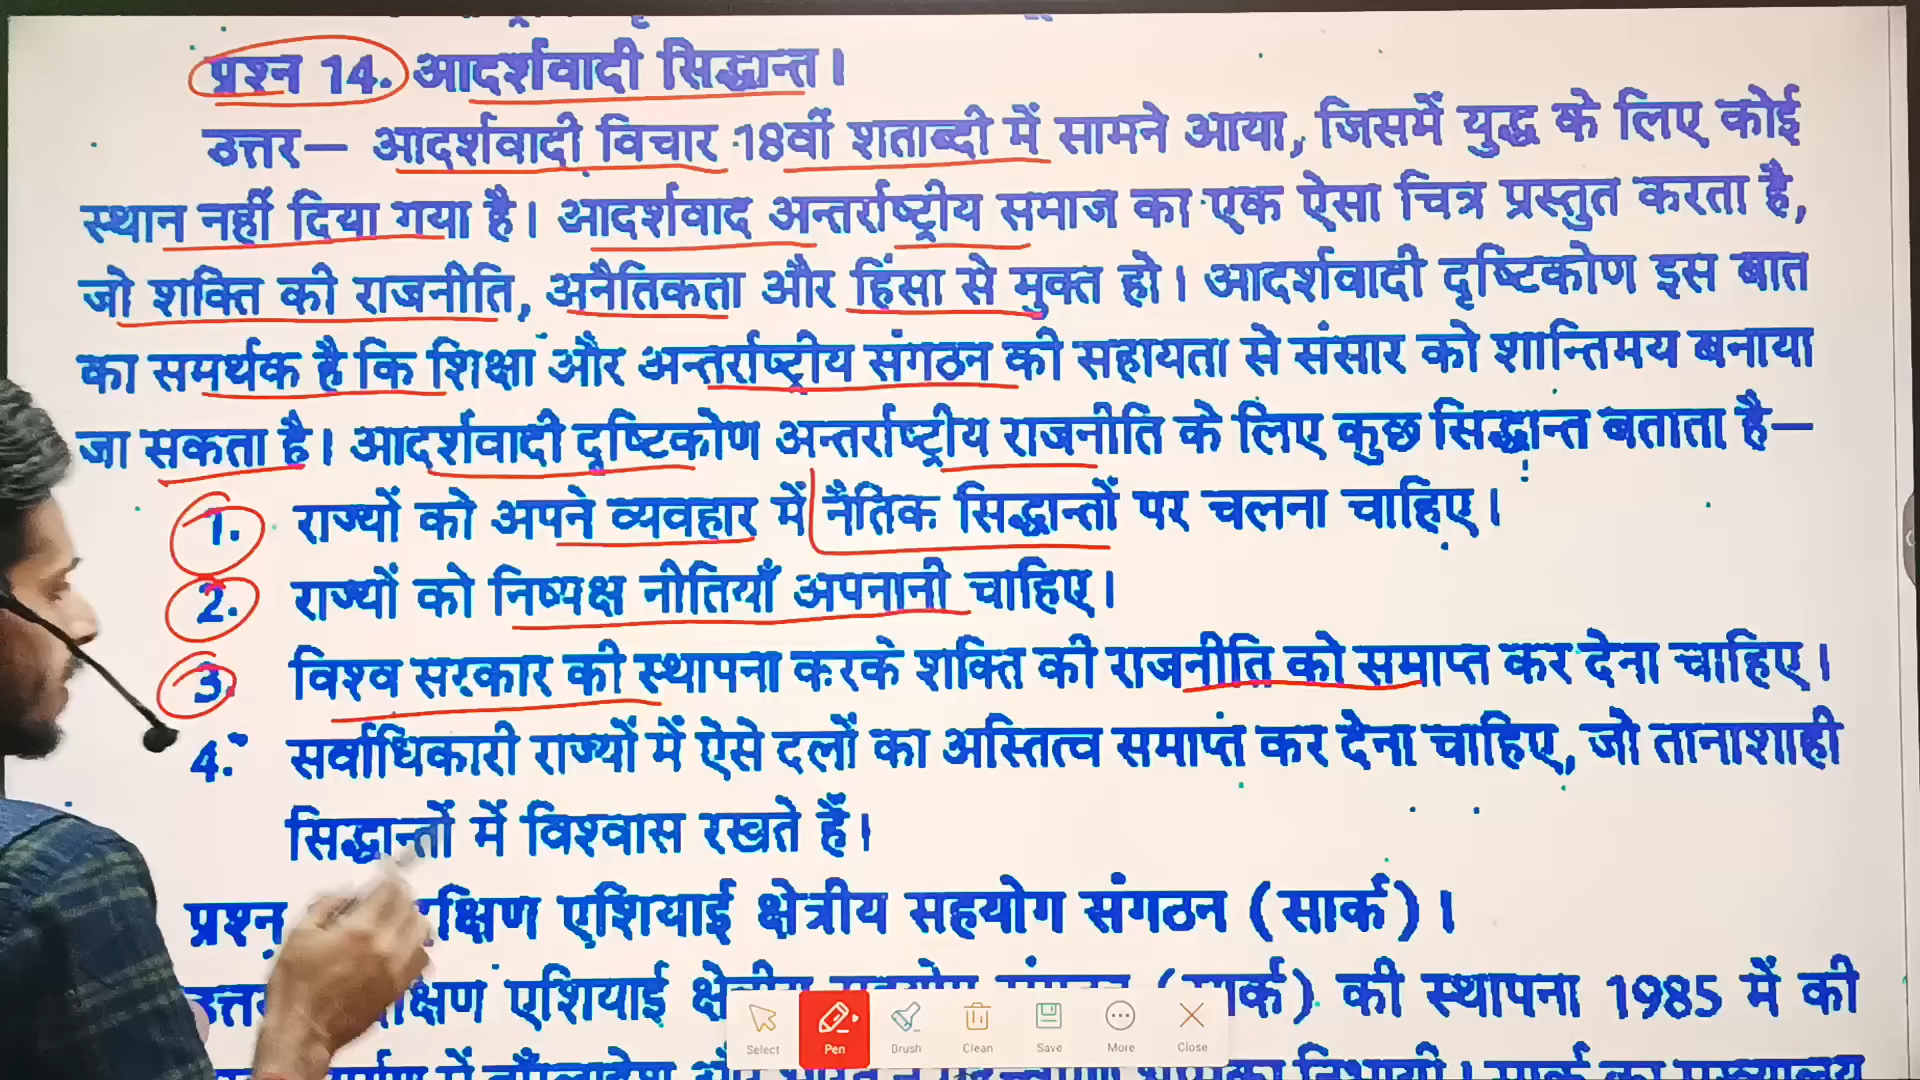 प्रश्न 14. आदर्शवादी सिद्धान्त।
उत्तर— आदर्शवादी विचार 18वीं शताब्दी में सामने आया, जिसमें युद्ध के लिए कोई
स्थान नहीं दिया गया है। आदर्शवाद अन्तर्राष्ट्रीय समाज का एक ऐसा चित्र प्रस्तुत करता है,
जो शक्ति की राजनीति, अनैतिकता और हिंसा से मुक्त हो। आदर्शवादी दृष्टिकोण इस बात
का समर्थक है कि शिक्षा और अन्तर्राष्ट्रीय संगठन की सहायता से संसार को शान्तिमय बनाया
जा सकता है। आदर्शवादी दृष्टिकोण अन्तर्राष्ट्रीय राजनीति के लिए कुछ सिद्धान्त बताता है—
1. राज्यों को अपने व्यवहार में नैतिक सिद्धान्तों पर चलना चाहिए।
2. राज्यों को निष्पक्ष नीतियाँ अपनानी चाहिए।
3. विश्व सरकार की स्थापना करके शक्ति की राजनीति को समाप्त कर देना चाहिए।
4. सर्वाधिकारी राज्यों में ऐसे दलों का अस्तित्व समाप्त कर देना चाहिए, जो तानाशाही
सिद्धान्तों में विश्वास रखते हैं।
प्रश्न एशियाई क्षेत्रीय सहयोग संगठन (सार्क)।
एशियाई की स्थापना 1985 में की
Select Pen Brush Clean Save More Close